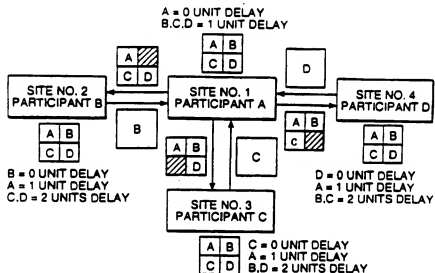 A = 0 UNIT DELAY
B.C.D = 1 UNIT DELAY
A B
C D
A
C D
D
SITE NO. 2
PARTICIPANT B
SITE NO. 1
PARTICIPANT A
SITE NO. 4
PARTICIPANT D
A B
C D
B
A B
D
C
A B
C
A B
C D
B = 0 UNIT DELAY
A = 1 UNIT DELAY
C.D = 2 UNITS DELAY
D = 0 UNIT DELAY
A = 1 UNIT DELAY
B.C = 2 UNITS DELAY
SITE NO. 3
PARTICIPANT C
A B
C D
C = 0 UNIT DELAY
A = 1 UNIT DELAY
B.D = 2 UNITS DELAY